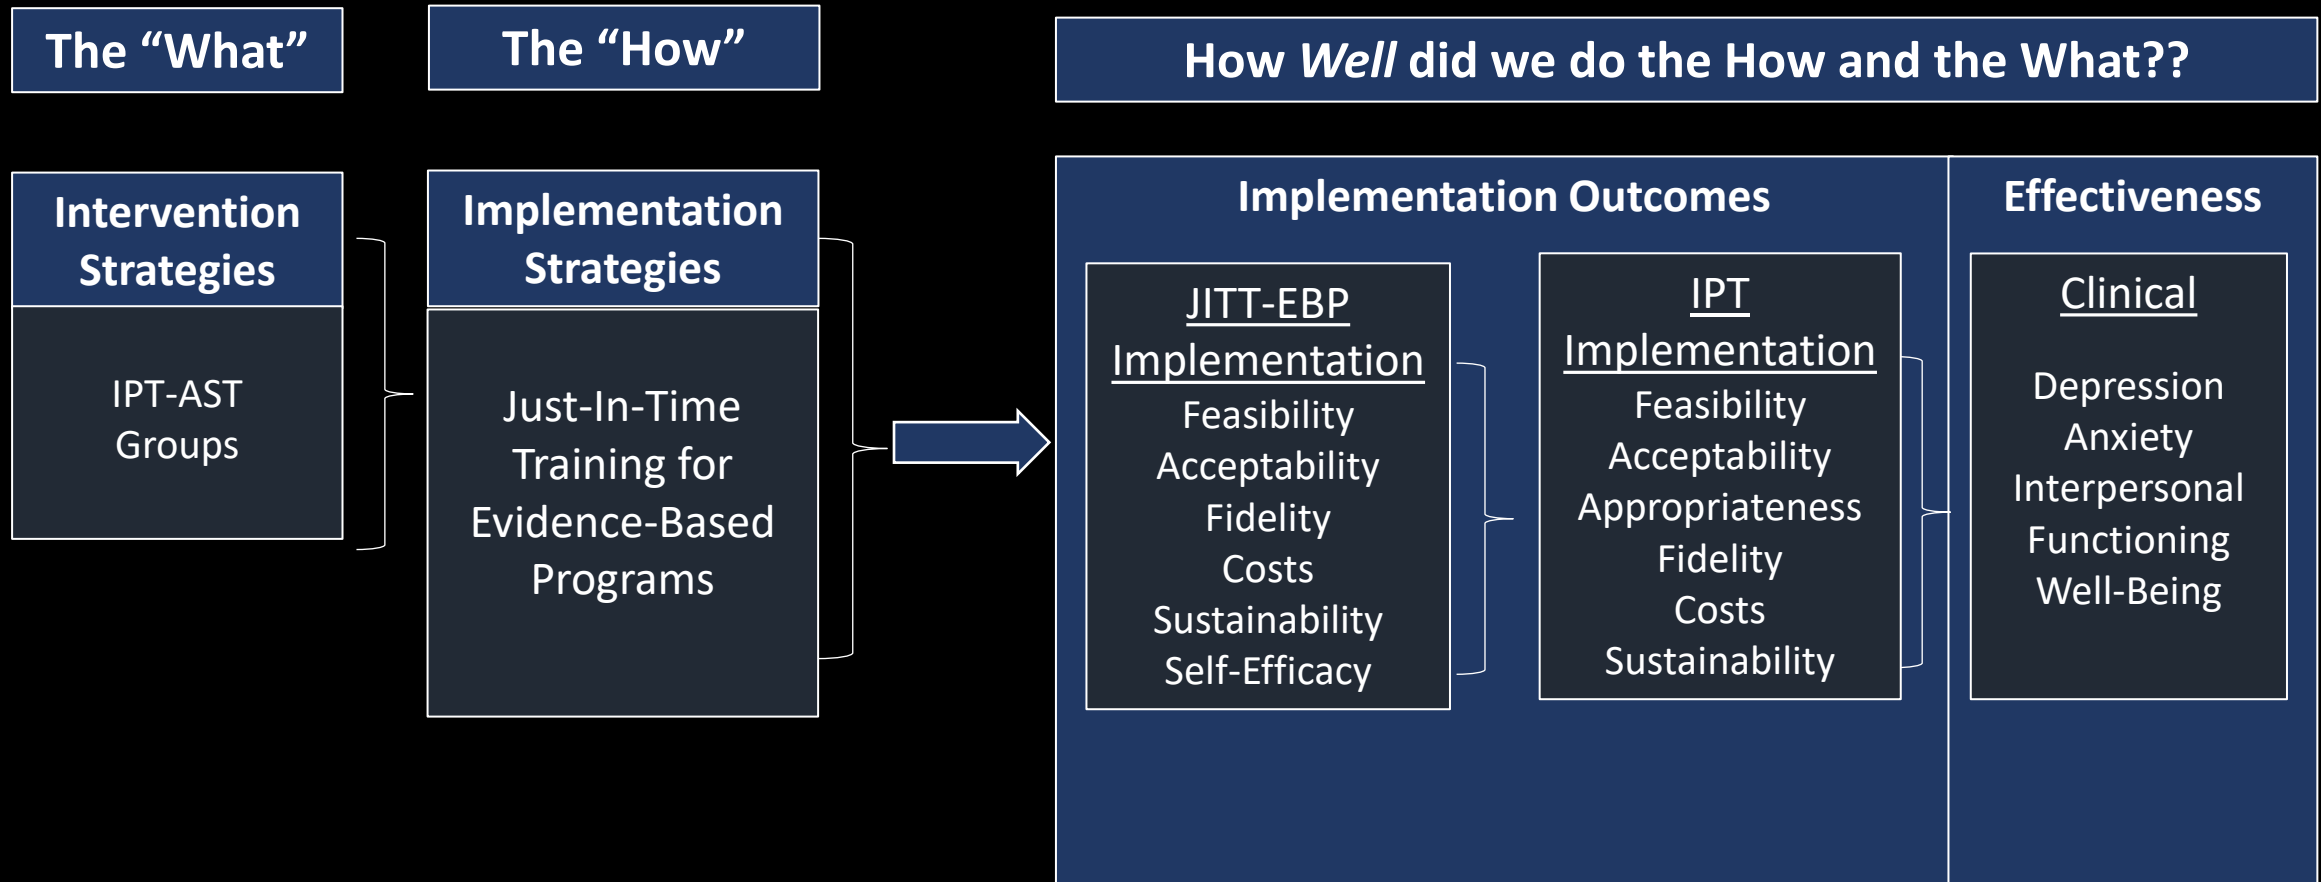 The “What”
The “How”
How Well did we do the How and the What??
Intervention
Strategies
IPT-AST
Groups
Implementation
Strategies
Just-In-Time
Training for
Evidence-Based
Programs
Implementation Outcomes
JITT-EBP
Implementation
Feasibility
Acceptability
Fidelity
Costs
Sustainability
Self-Efficacy
IPT
Implementation
Feasibility
Acceptability
Appropriateness
Fidelity
Costs
Sustainability
Effectiveness
Clinical
Depression
Anxiety
Interpersonal
Functioning
Well-Being